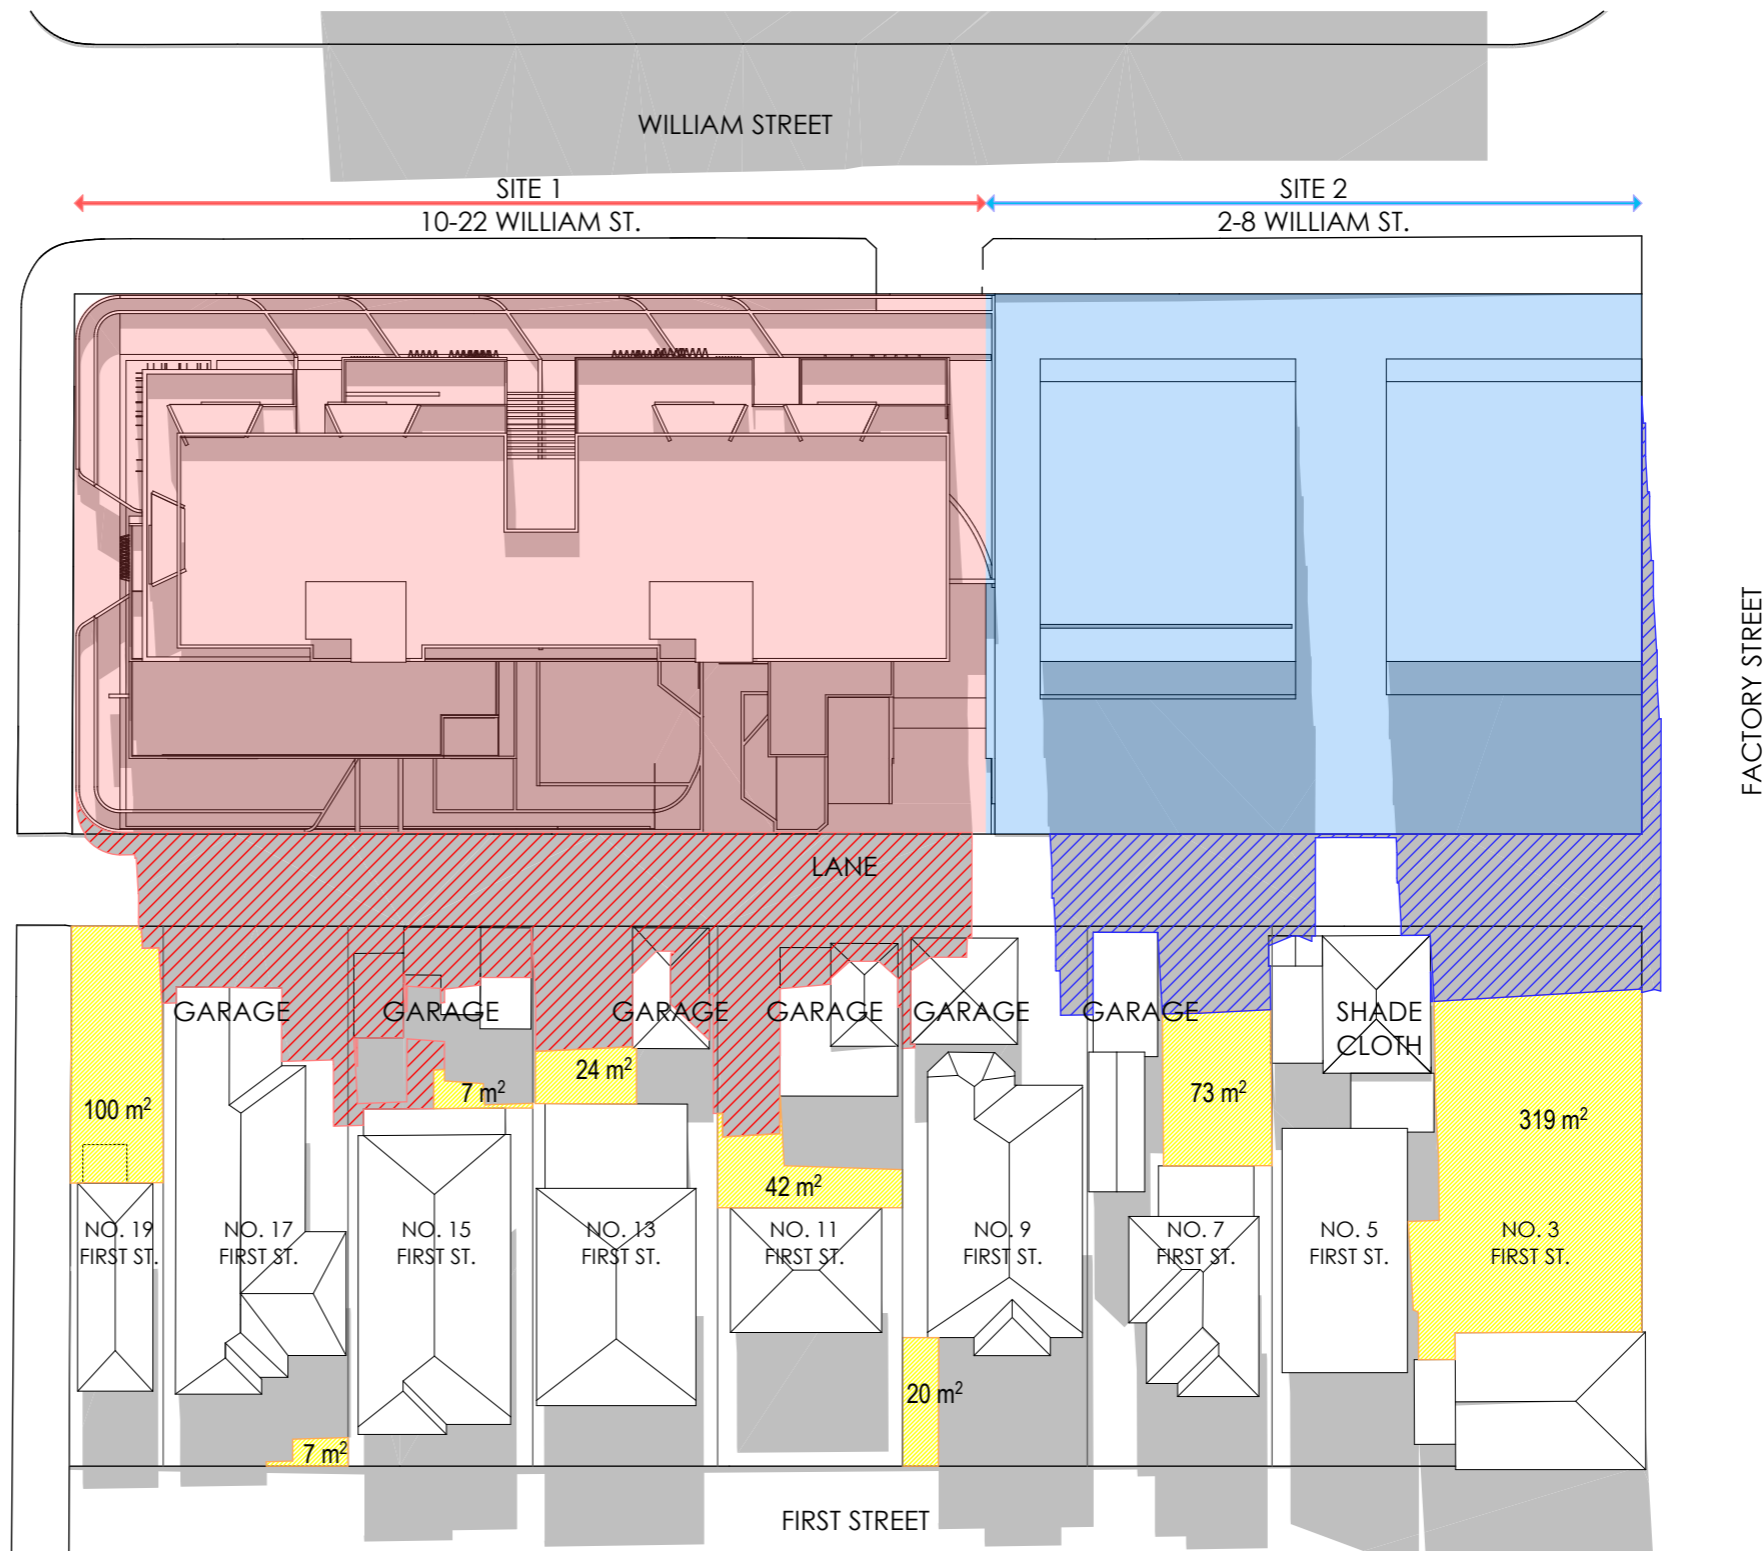 WILLIAM STREET
SITE 1
10-22 WILLIAM ST.
SITE 2
2-8 WILLIAM ST.
FACTORY STREET
LANE
GARAGE
GARAGE
GARAGE
GARAGE
GARAGE
GARAGE
SHADE
CLOTH
100 m²
7 m²
24 m²
42 m²
73 m²
319 m²
NO. 19
FIRST ST.
NO. 17
FIRST ST.
NO. 15
FIRST ST.
NO. 13
FIRST ST.
NO. 11
FIRST ST.
NO. 9
FIRST ST.
NO. 7
FIRST ST.
NO. 5
FIRST ST.
NO. 3
FIRST ST.
7 m²
20 m²
FIRST STREET